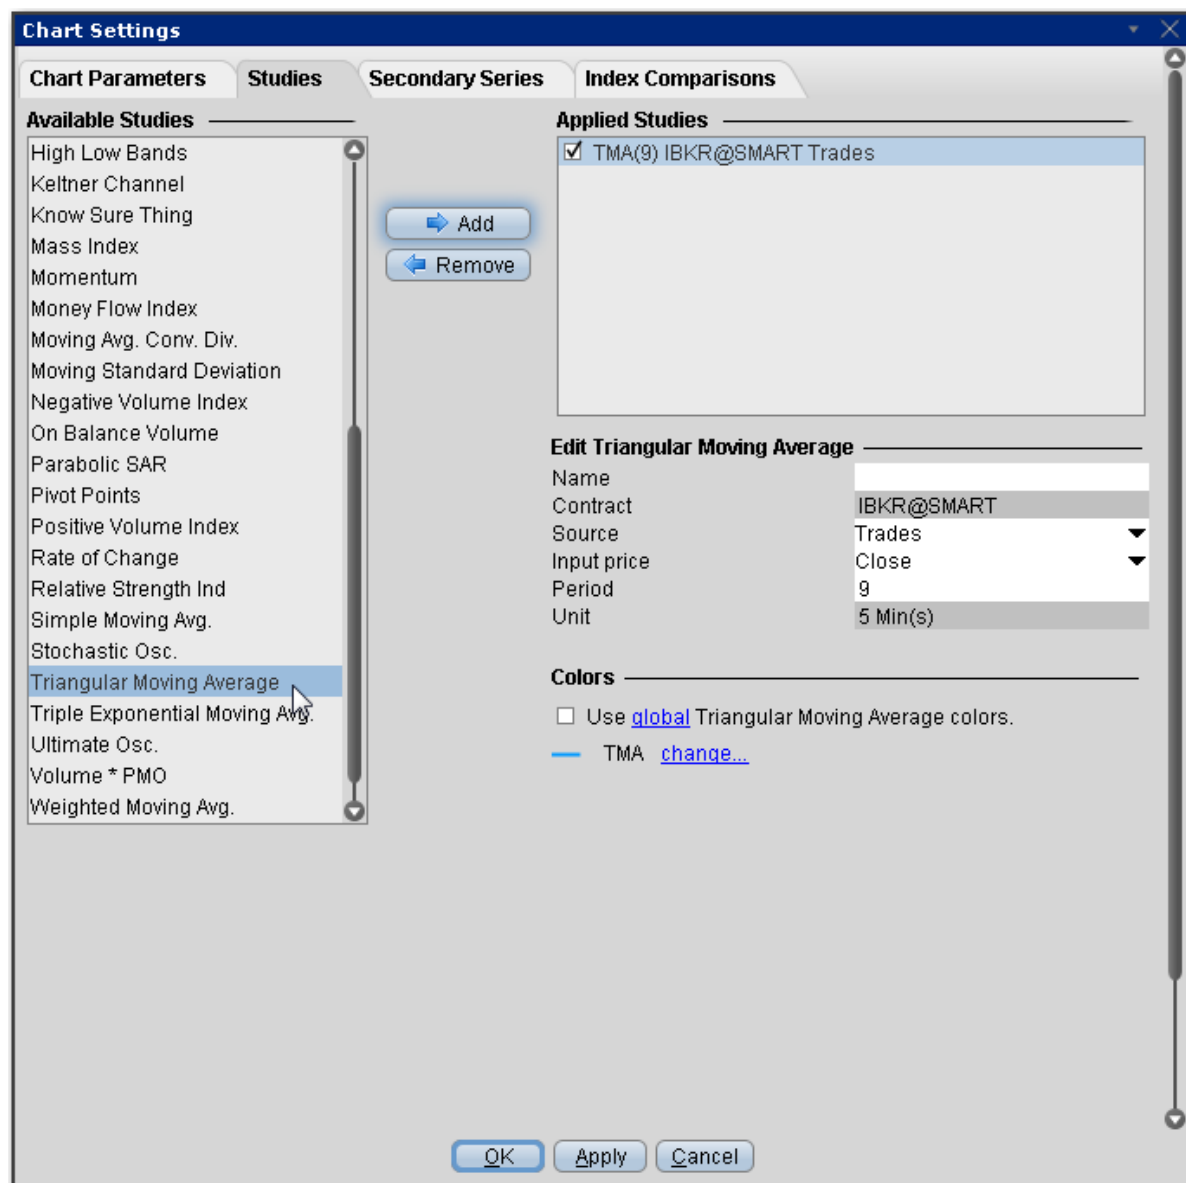 Chart Settings
Chart Parameters
Studies
Secondary Series
Index Comparisons
Available Studies
High Low Bands
Keltner Channel
Know Sure Thing
Mass Index
Momentum
Money Flow Index
Moving Avg. Conv. Div.
Moving Standard Deviation
Negative Volume Index
On Balance Volume
Parabolic SAR
Pivot Points
Positive Volume Index
Rate of Change
Relative Strength Ind
Simple Moving Avg.
Stochastic Osc.
Triangular Moving Average
Triple Exponential Moving Avg.
Ultimate Osc.
Volume * PMO
Weighted Moving Avg.
Add
Remove
Applied Studies
TMA(9) IBKR@SMART Trades
Edit Triangular Moving Average
Name
Contract IBKR@SMART
Source Trades
Input price Close
Period 9
Unit 5 Min(s)
Colors
Use global Triangular Moving Average colors.
TMA change...
OK
Apply
Cancel